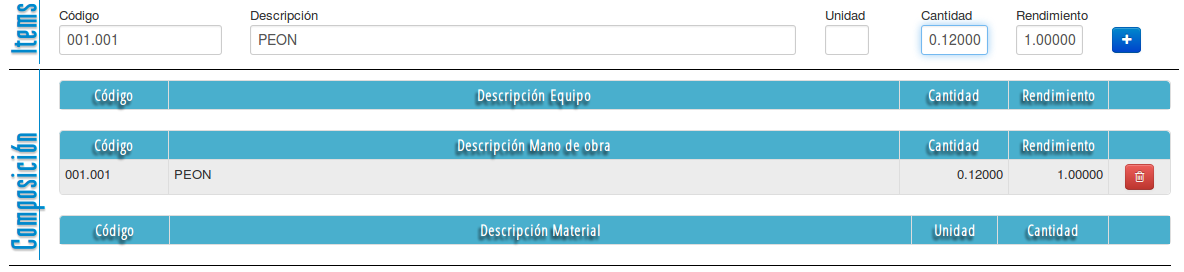 Items
Código Descripción Unidad Cantidad Rendimiento
001.001 PEON 0.12000 1.00000 +
Composición
Código Descripción Equipo Cantidad Rendimiento
Código Descripción Mano de obra Cantidad Rendimiento
001.001 PEON 0.12000 1.00000
Código Descripción Material Unidad Cantidad